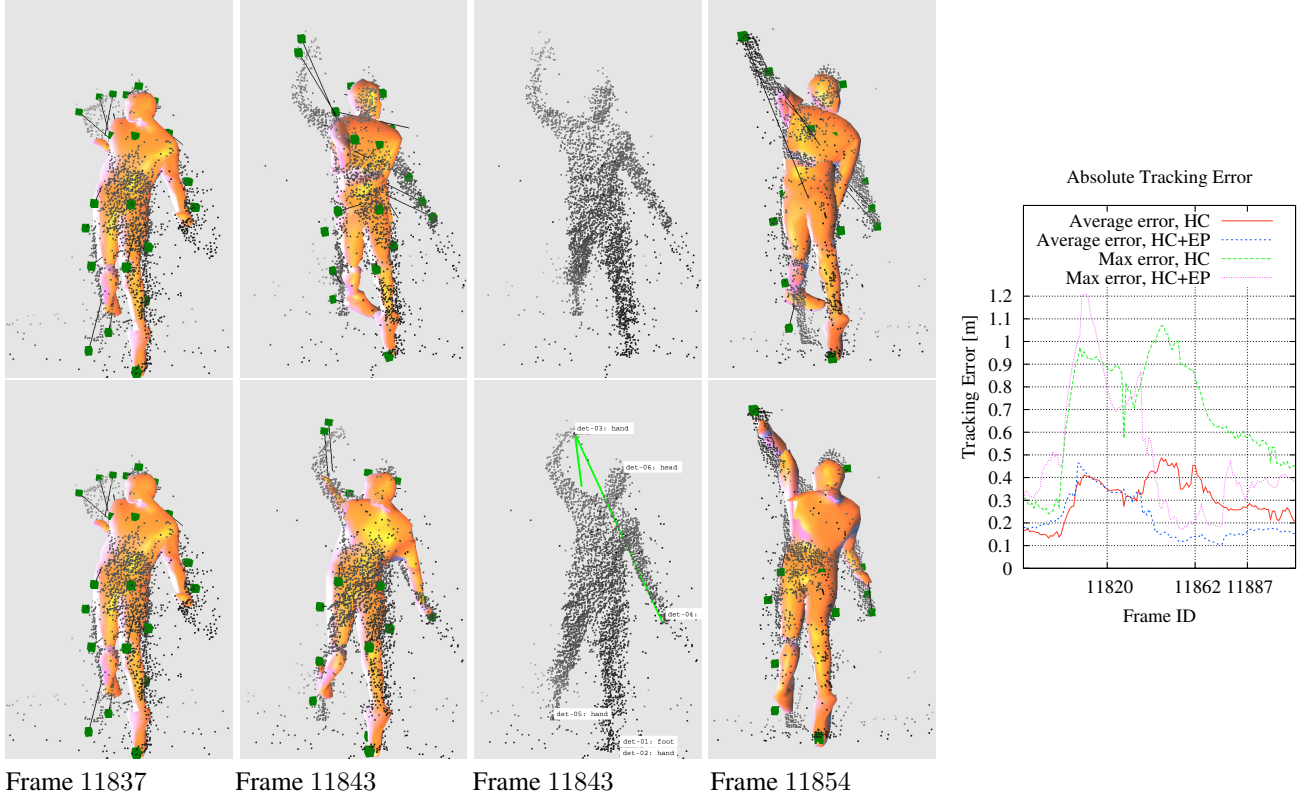 det-03: hand
det-06: head
det-04:
det-05: hand
det-01: foot
det-02: hand
Frame 11837
Frame 11843
Frame 11843
Frame 11854
Absolute Tracking Error
Average error, HC
Average error, HC+EP
Max error, HC
Max error, HC+EP
1.2
1.1
1
0.9
0.8
0.7
0.6
0.5
0.4
0.3
0.2
0.1
0
Tracking Error [m]
11820
11862
11887
Frame ID